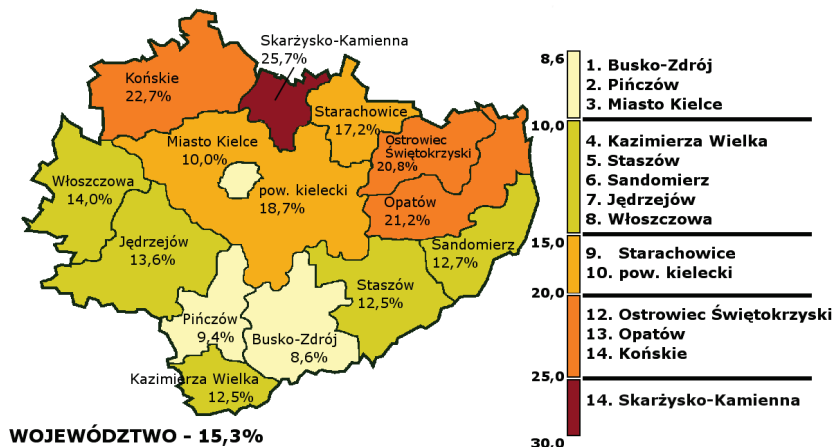 Skarżysko-Kamienna
25,7%
Końskie
22,7%
Starachowice
17,2%
Miasto Kielce
10,0%
Ostrowiec
Świętokrzyski
20,8%
Włoszczowa
14,0%
pow. kielecki
18,7%
Opatów
21,2%
Jędrzejów
13,6%
Sandomierz
12,7%
Staszów
12,5%
Pińczów
9,4%
Busko-Zdrój
8,6%
Kazimierza Wielka
12,5%
WOJEWÓDZTWO - 15,3%
8,6
1. Busko-Zdrój
2. Pińczów
3. Miasto Kielce
10,0
4. Kazimierza Wielka
5. Staszów
6. Sandomierz
7. Jędrzejów
8. Włoszczowa
15,0
9. Starachowice
10. pow. kielecki
20,0
12. Ostrowiec Świętokrzyski
13. Opatów
14. Końskie
25,0
14. Skarżysko-Kamienna
30,0